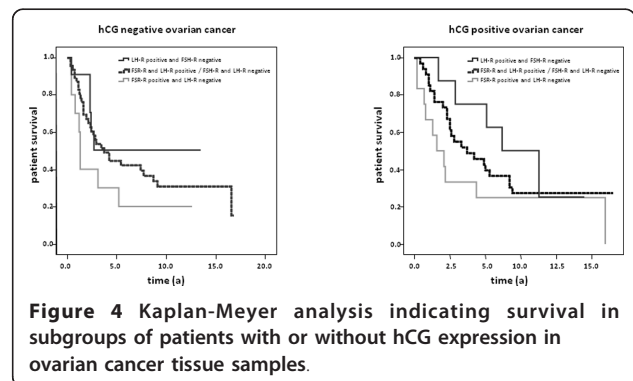 hCG negative ovarian cancer
1.0
0.8
0.6
0.4
0.2
0.0
patient survival
LH-R positive and FSH-R negative
FSR-R and LH-R positive / FSH-R and LH-R negative
FSR-R positive and LH-R negative
0.0 5.0 10.0 15.0 20.0
time (a)
hCG positive ovarian cancer
1.0
0.8
0.6
0.4
0.2
0.0
patient survival
LH-R positive and FSH-R negative
FSR-R and LH-R positive / FSH-R and LH-R negative
FSR-R positive and LH-R negative
0.0 2.5 5.0 7.5 10.0 12.5 15.0
time (a)
Figure 4 Kaplan-Meyer analysis indicating survival in
subgroups of patients with or without hCG expression in
ovarian cancer tissue samples.